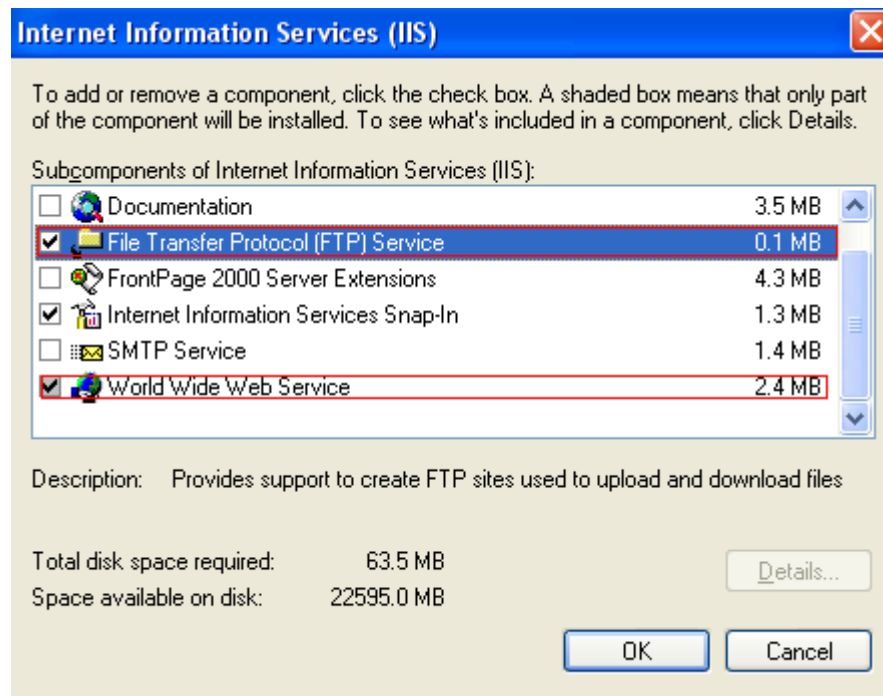 Internet Information Services (IIS)
To add or remove a component, click the check box. A shaded box means that only part
of the component will be installed. To see what's included in a component, click Details.
Subcomponents of Internet Information Services (IIS):
Documentation 3.5 MB
File Transfer Protocol (FTP) Service 0.1 MB
FrontPage 2000 Server Extensions 4.3 MB
Internet Information Services Snap-In 1.3 MB
SMTP Service 1.4 MB
World Wide Web Service 2.4 MB
Description: Provides support to create FTP sites used to upload and download files
Total disk space required: 63.5 MB
Details...
Space available on disk: 22595.0 MB
OK Cancel